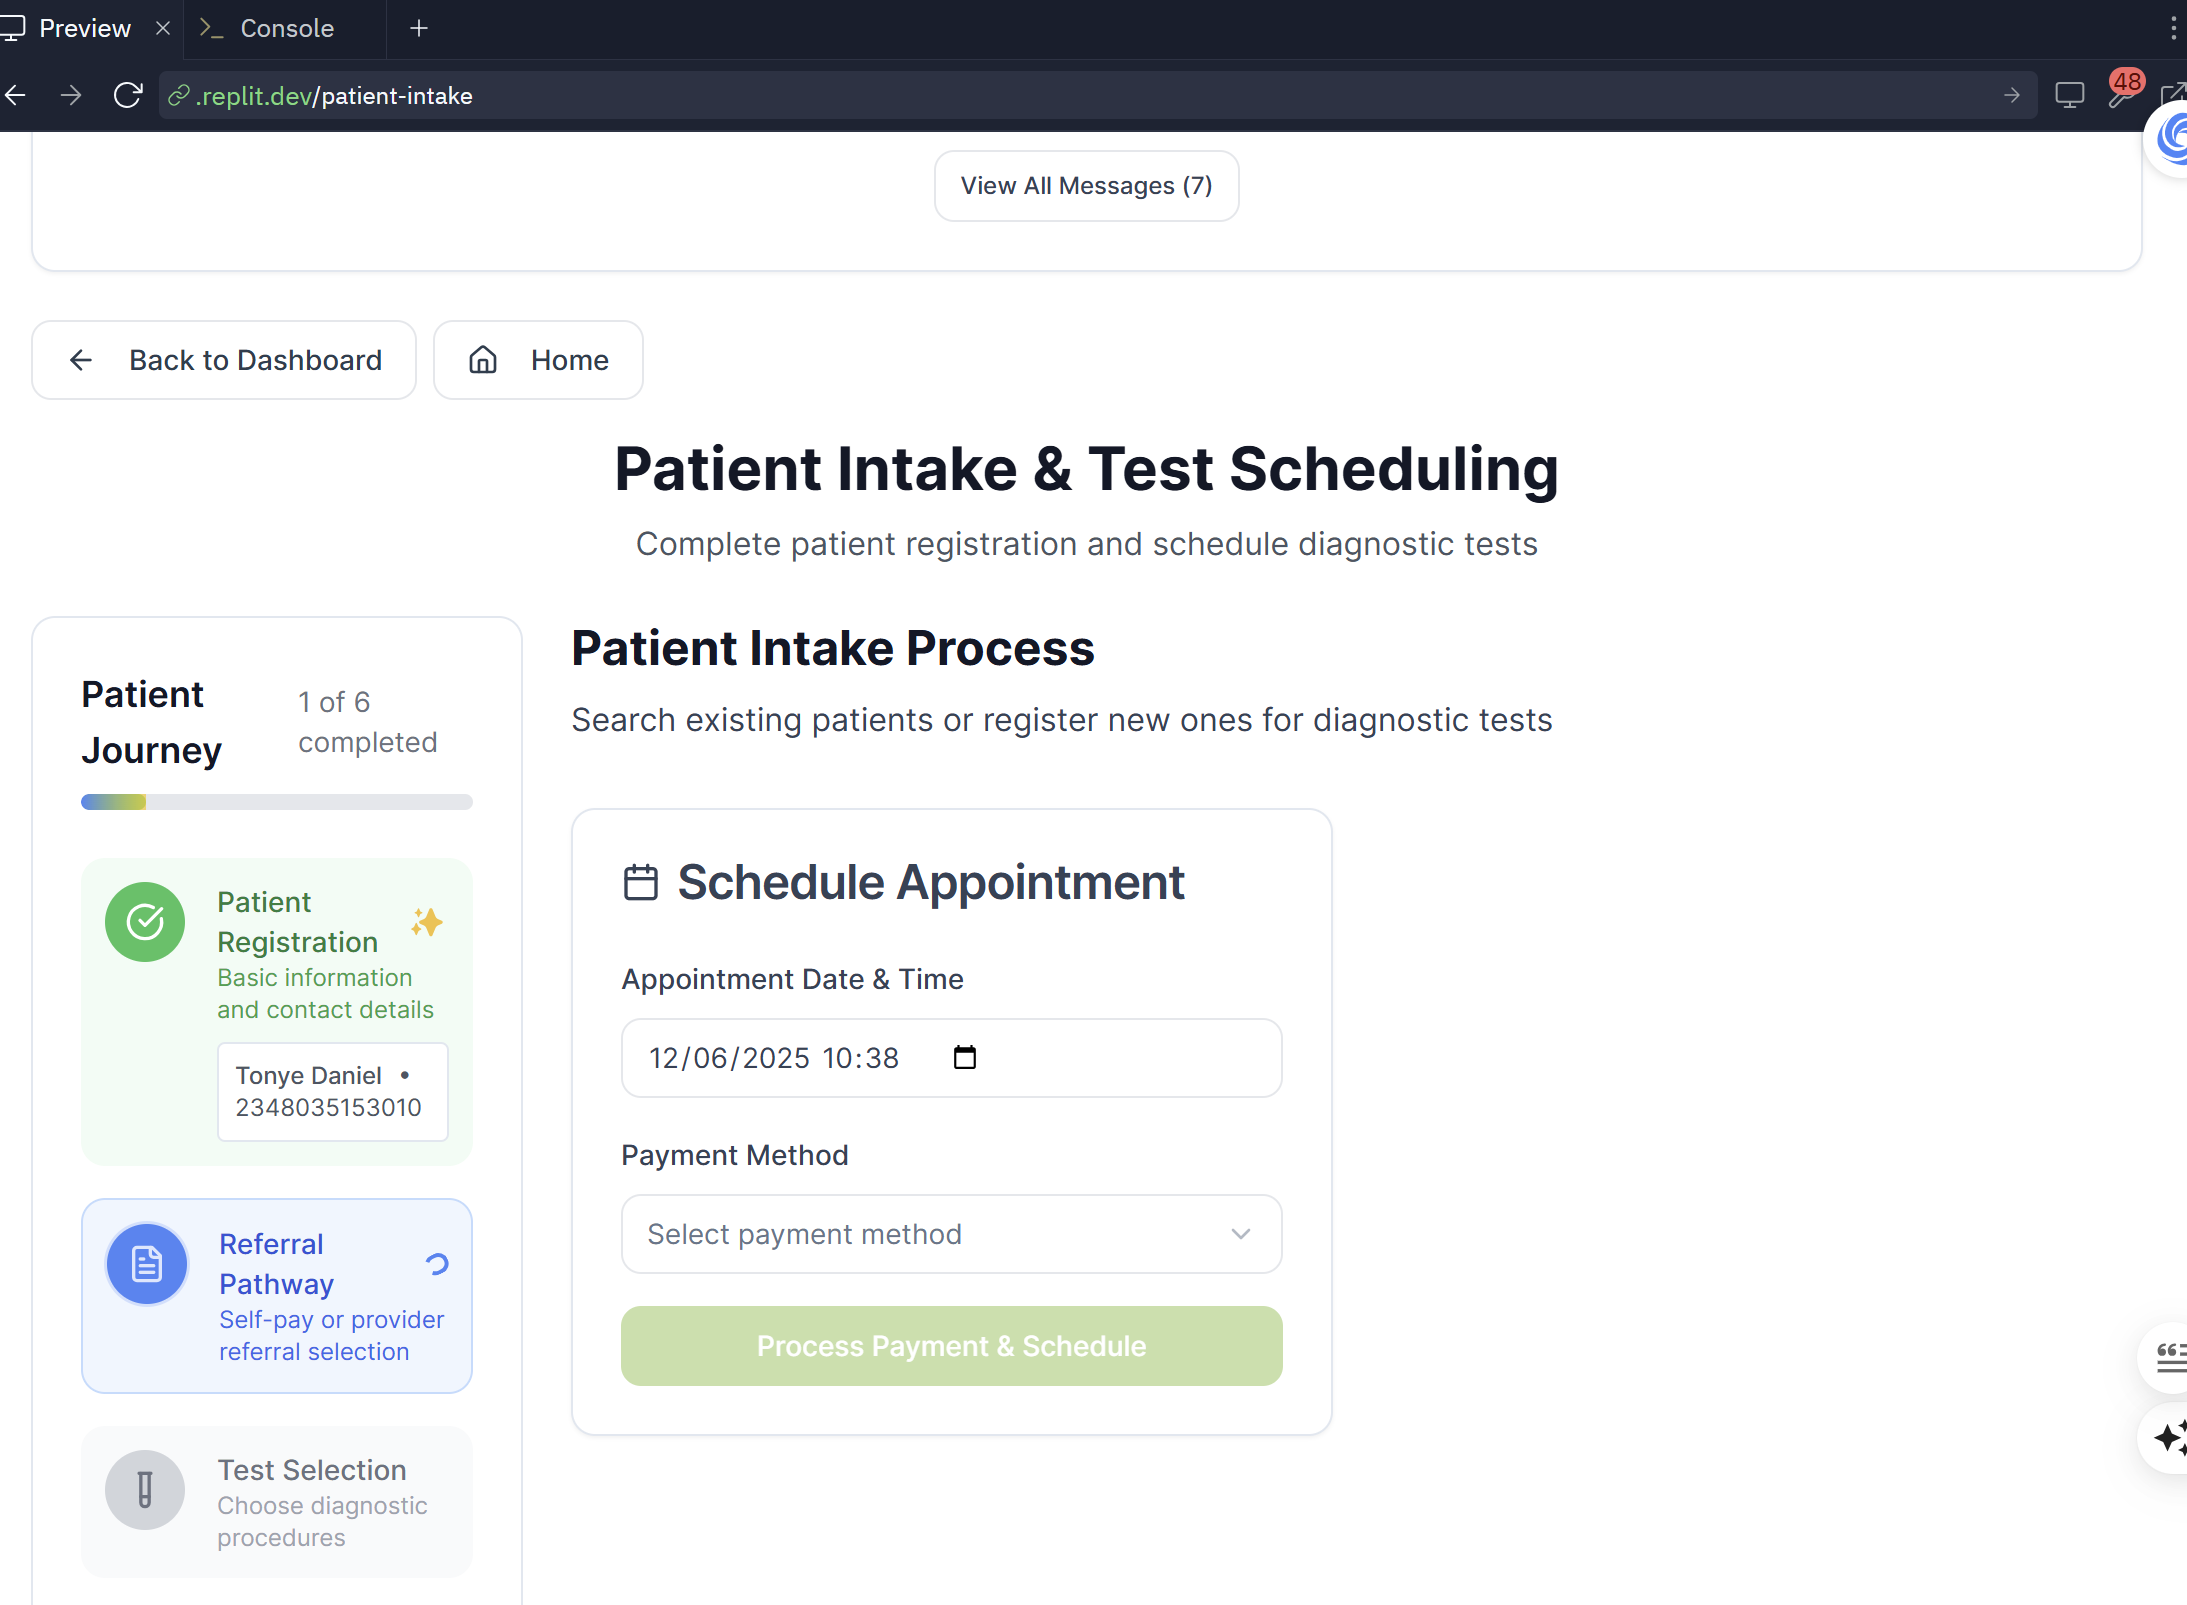 Preview
Console
.replit.dev/patient-intake
48
View All Messages (7)
Back to Dashboard
Home
Patient Intake & Test Scheduling
Complete patient registration and schedule diagnostic tests
Patient
Journey
1 of 6
completed
Patient
Registration
Basic information
and contact details
Tonye Daniel •
2348035153010
Referral
Pathway
Self-pay or provider
referral selection
Test Selection
Choose diagnostic
procedures
Patient Intake Process
Search existing patients or register new ones for diagnostic tests
Schedule Appointment
Appointment Date & Time
12/06/2025 10:38
Payment Method
Select payment method
Process Payment & Schedule